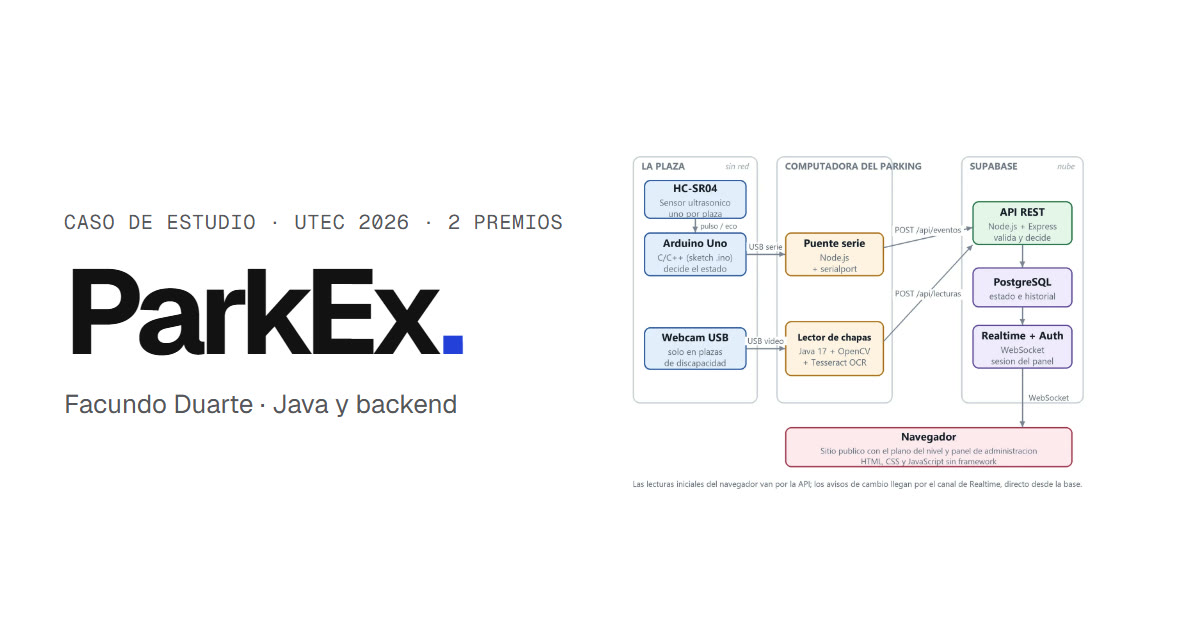 CASO DE ESTUDIO · UTEC 2026 · 2 PREMIOS
ParkEx.
Facundo Duarte · Java y backend
LA PLAZA
sin red
HC-SR04
Sensor ultrasonico
uno por plaza
pulso / eco
Arduino Uno
C/C++ (sketch .ino)
decide el estado
USB serie
Webcam USB
solo en plazas
de discapacidad
USB video
COMPUTADORA DEL PARKING
Puente serie
Node.js
+ serialport
Lector de chapas
Java 17 + OpenCV
+ Tesseract OCR
POST /api/eventos
POST /api/lecturas
SUPABASE
nube
API REST
Node.js + Express
valida y decide
PostgreSQL
estado e historial
Realtime + Auth
WebSocket
sesion del panel
WebSocket
Navegador
Sitio publico con el plano del nivel y panel de administracion
HTML, CSS y JavaScript sin framework
Las lecturas iniciales del navegador van por la API; los avisos de cambio llegan por el canal de Realtime, directo desde la base.